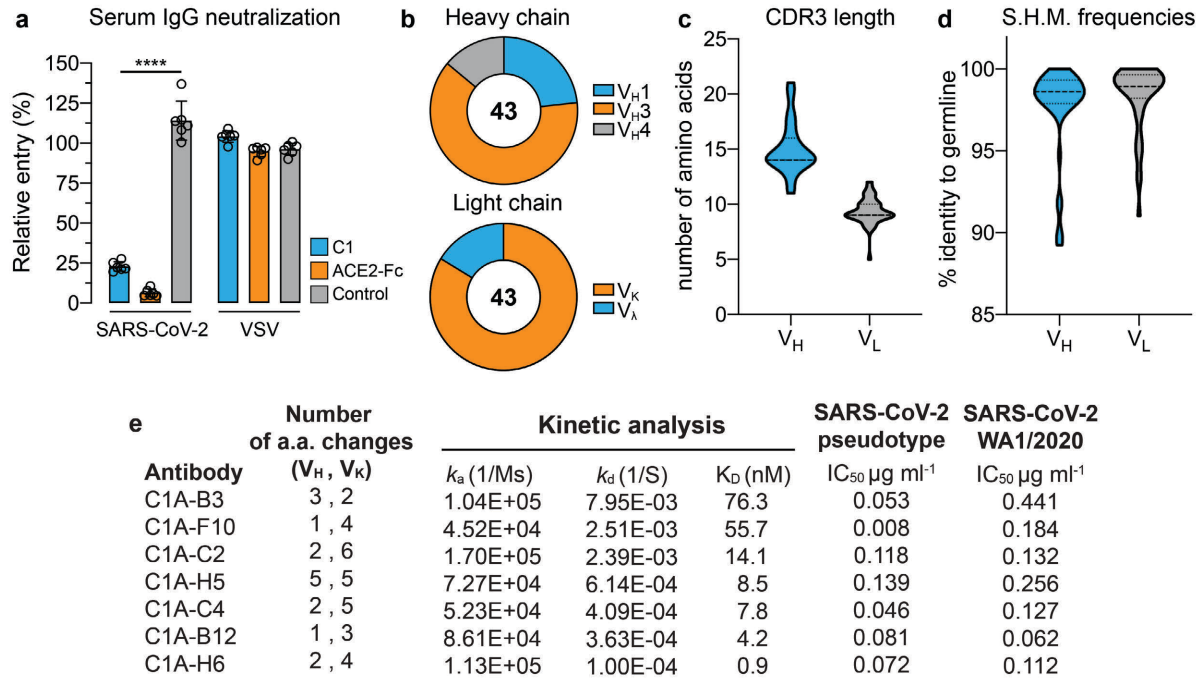 a
Serum IgG neutralization
Relative entry (%)
150
125
100
75
50
25
0
****
C1
ACE2-Fc
Control
SARS-CoV-2
VSV
b
Heavy chain
43
VH1
VH3
VH4
Light chain
43
VK
Vλ
c
CDR3 length
number of amino acids
25
20
15
10
5
0
VH
VL
d
S.H.M. frequencies
% identity to germline
100
95
90
85
VH
VL
e
Number
of a.a. changes
(VH , VK)
Kinetic analysis
SARS-CoV-2
pseudotype
SARS-CoV-2
WA1/2020
Antibody ka (1/Ms) kd (1/S) KD (nM) IC50 µg ml-1 IC50 µg ml-1
C1A-B3 3 , 2 1.04E+05 7.95E-03 76.3 0.053 0.441
C1A-F10 1 , 4 4.52E+04 2.51E-03 55.7 0.008 0.184
C1A-C2 2 , 6 1.70E+05 2.39E-03 14.1 0.118 0.132
C1A-H5 5 , 5 7.27E+04 6.14E-04 8.5 0.139 0.256
C1A-C4 2 , 5 5.23E+04 4.09E-04 7.8 0.046 0.127
C1A-B12 1 , 3 8.61E+04 3.63E-04 4.2 0.081 0.062
C1A-H6 2 , 4 1.13E+05 1.00E-04 0.9 0.072 0.112